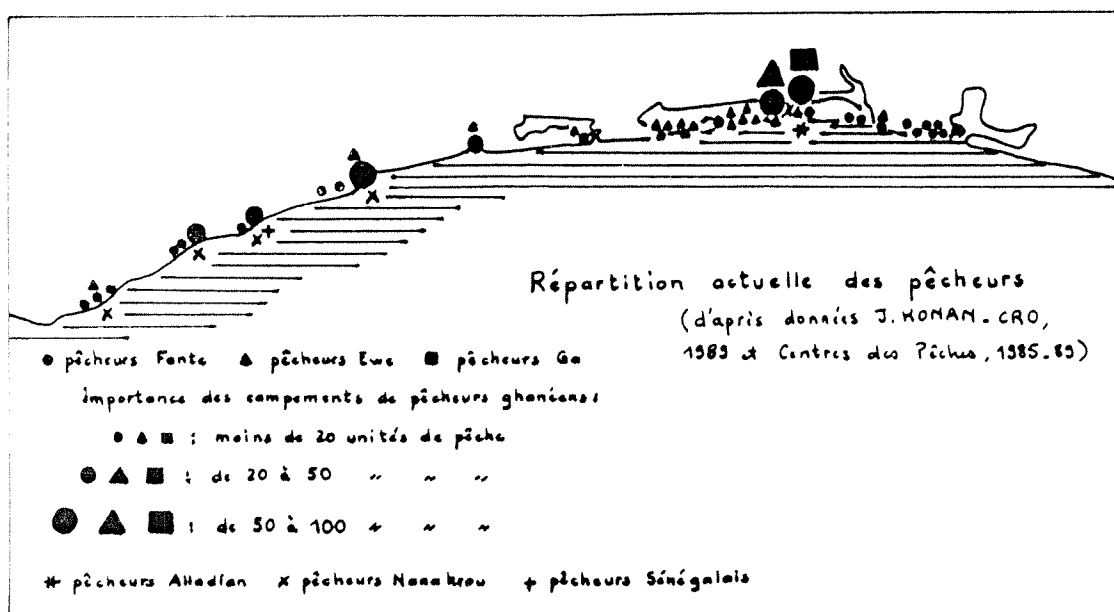 Répartition actuelle des pêcheurs
(d'après données J. KONAN-CRO,
1989 et Centres des Pêches, 1985-89)
pêcheurs Fante pêcheurs Ewe pêcheurs Ga
Importance des campements de pêcheurs ghanéens :
: moins de 20 unités de pêche
: de 20 à 50 " " "
: de 50 à 100 " " "
pêcheurs Alladian pêcheurs Nanakrou + pêcheurs Sénégalais